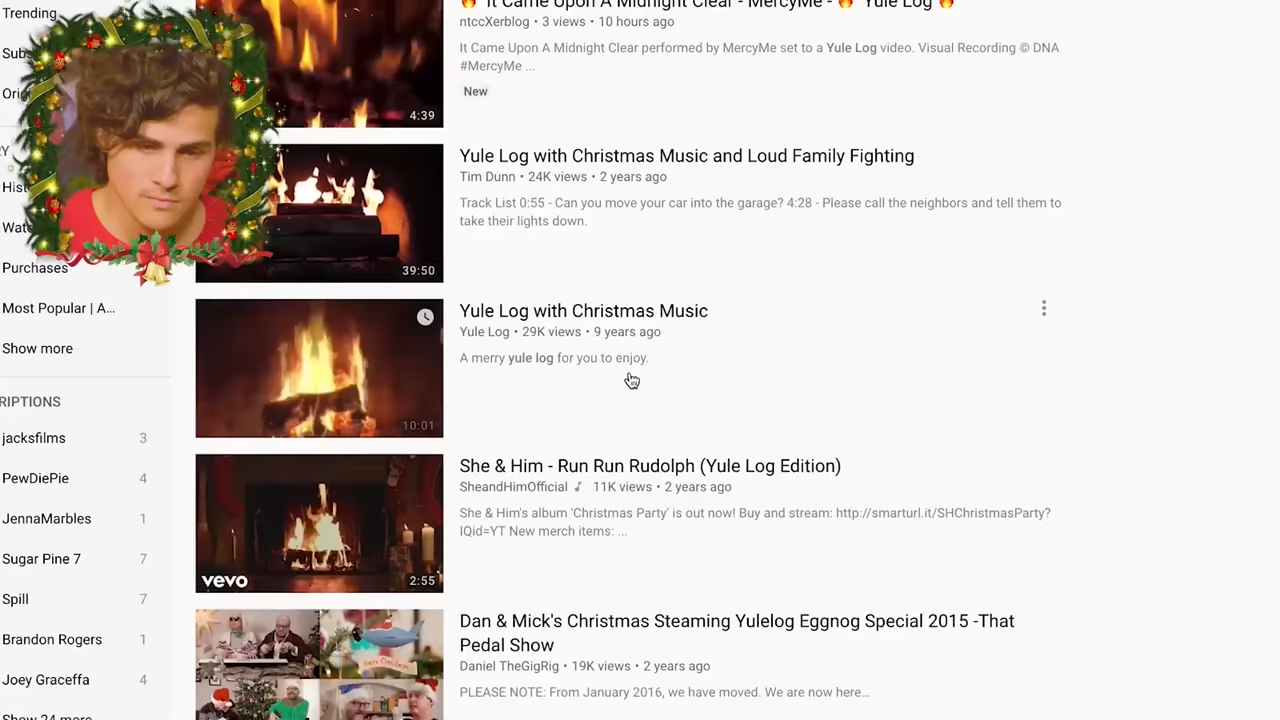 Trending
Sub
Orig
RY
Hist
Wat
Purchases
Most Popular | A...
Show more
RIPTIONS
jacksfilms 3
PewDiePie 4
JennaMarbles 1
Sugar Pine 7 7
Spill 7
Brandon Rogers 1
Joey Graceffa 4
Show 24 more
🔥 It Came Upon A Midnight Clear - MercyMe - 🔥 Yule Log 🔥
ntccXerblog • 3 views • 10 hours ago
It Came Upon A Midnight Clear performed by MercyMe set to a Yule Log video. Visual Recording © DNA
#MercyMe ...
New
4:39
Yule Log with Christmas Music and Loud Family Fighting
Tim Dunn • 24K views • 2 years ago
Track List 0:55 - Can you move your car into the garage? 4:28 - Please call the neighbors and tell them to
take their lights down.
39:50
Yule Log with Christmas Music
Yule Log • 29K views • 9 years ago
A merry yule log for you to enjoy.
10:01
She & Him - Run Run Rudolph (Yule Log Edition)
SheandHimOfficial ♪ 11K views • 2 years ago
She & Him's album 'Christmas Party' is out now! Buy and stream: http://smarturl.it/SHChristmasParty?
IQid=YT New merch items: ...
vevo
2:55
Dan & Mick's Christmas Steaming Yulelog Eggnog Special 2015 -That
Pedal Show
Daniel TheGigRig • 19K views • 2 years ago
PLEASE NOTE: From January 2016, we have moved. We are now here...